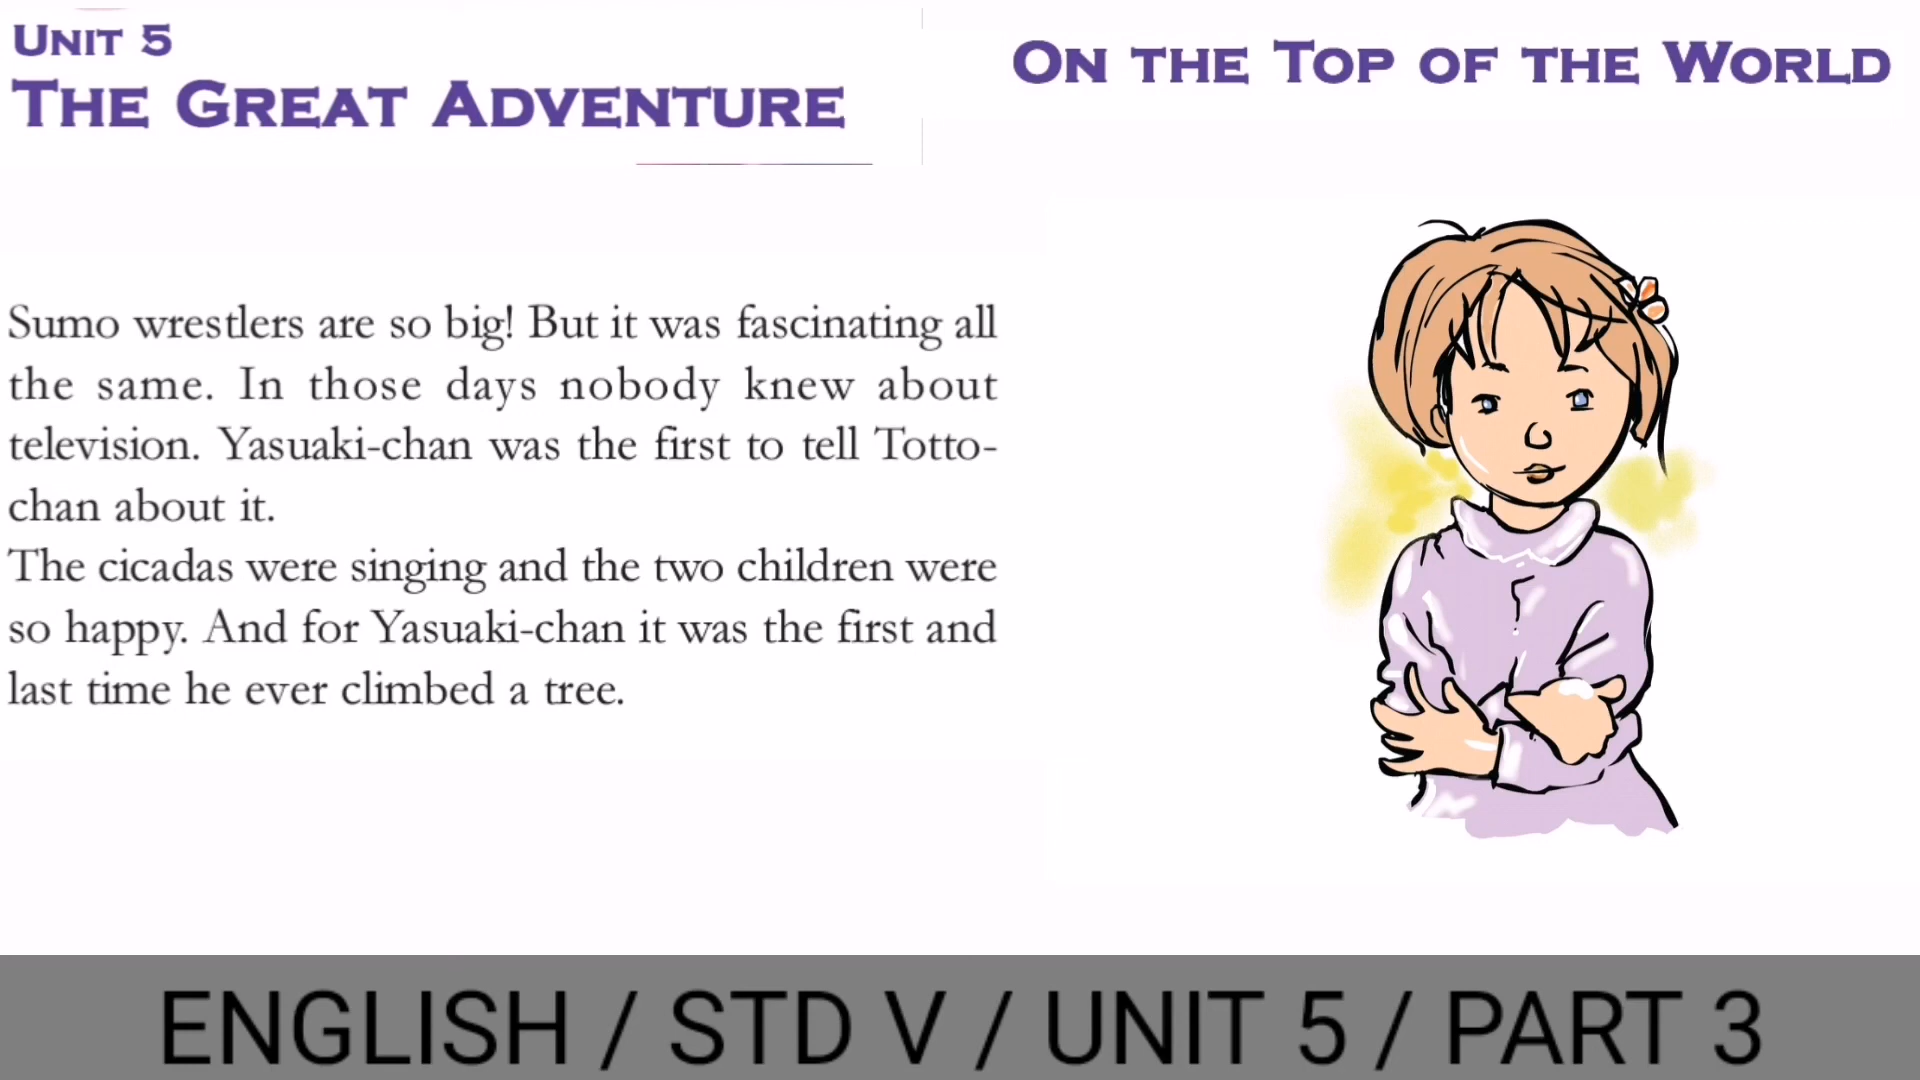 UNIT 5
THE GREAT ADVENTURE
ON THE TOP OF THE WORLD
Sumo wrestlers are so big! But it was fascinating all
the same. In those days nobody knew about
television. Yasuaki-chan was the first to tell Totto-
chan about it.
The cicadas were singing and the two children were
so happy. And for Yasuaki-chan it was the first and
last time he ever climbed a tree.
ENGLISH / STD V / UNIT 5 / PART 3